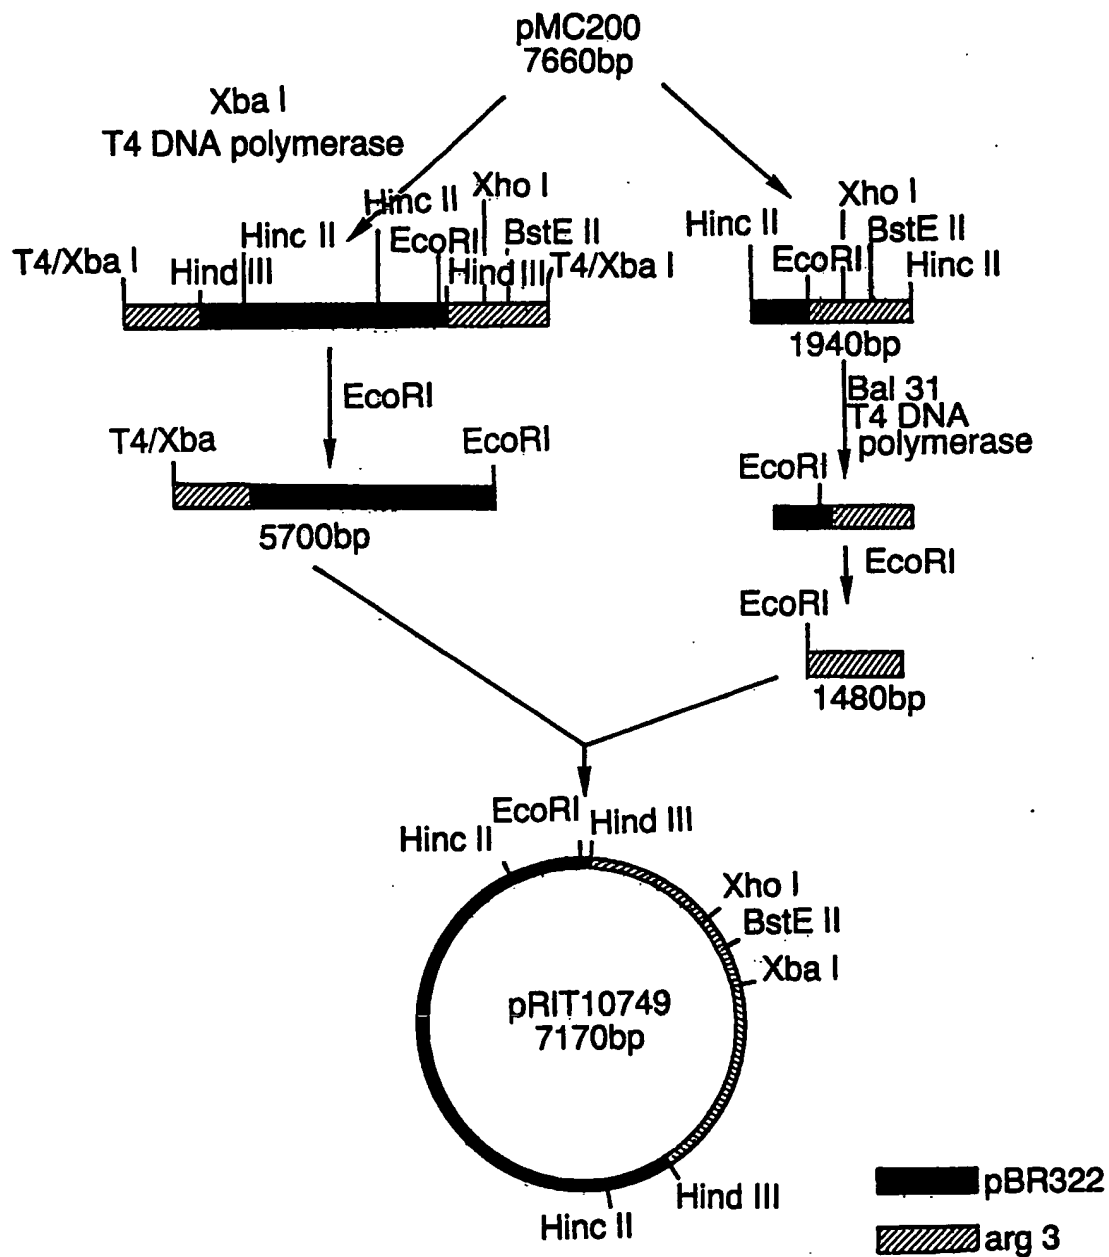 pMC200
7660bp
Xba I
T4 DNA polymerase
T4/Xba I
Hind III
Hinc II
Hinc II
EcoRI
Xho I
Hind III
BstE II
T4/Xba I
Hinc II
EcoRI
Xho I
BstE II
Hinc II
1940bp
EcoRI
Bal 31
T4 DNA
polymerase
T4/Xba
EcoRI
5700bp
EcoRI
EcoRI
EcoRI
1480bp
EcoRI
Hind III
Hinc II
Xho I
BstE II
Xba I
pRIT10749
7170bp
Hind III
Hinc II
pBR322
arg 3